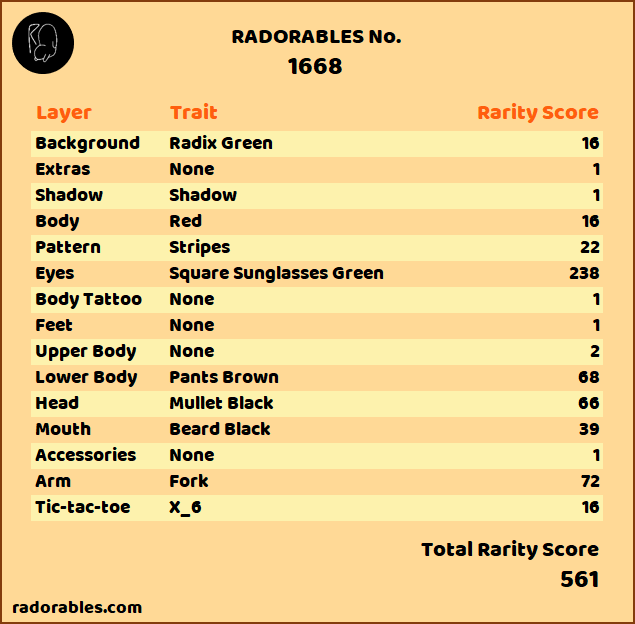 RADORABLES No.
1668
Layer Trait Rarity Score
Background Radix Green 16
Extras None 1
Shadow Shadow 1
Body Red 16
Pattern Stripes 22
Eyes Square Sunglasses Green 238
Body Tattoo None 1
Feet None 1
Upper Body None 2
Lower Body Pants Brown 68
Head Mullet Black 66
Mouth Beard Black 39
Accessories None 1
Arm Fork 72
Tic-tac-toe X_6 16
Total Rarity Score
561
radorables.com